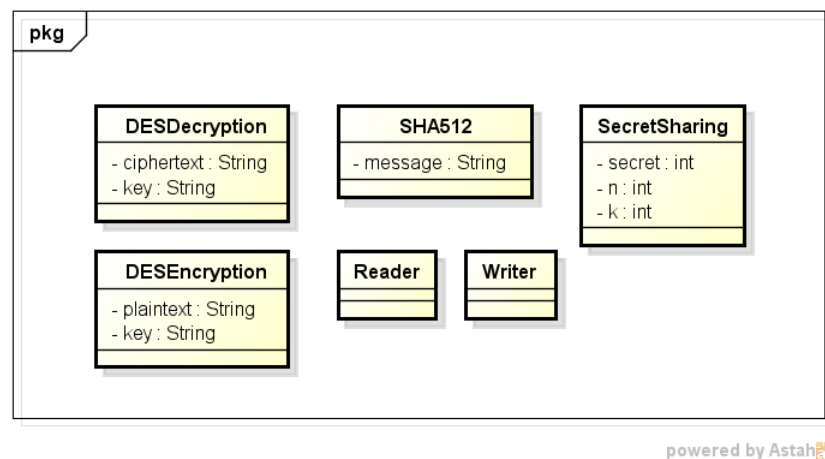 pkg
DESDecryption
- ciphertext : String
- key : String
SHA512
- message : String
SecretSharing
- secret : int
- n : int
- k : int
DESEncryption
- plaintext : String
- key : String
Reader
Writer
powered by Astah